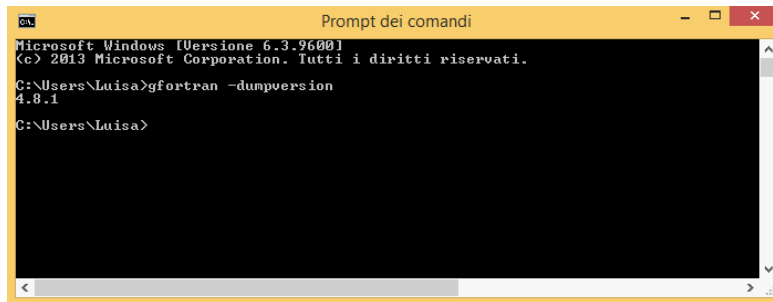 Prompt dei comandi
Microsoft Windows [Versione 6.3.9600]
(c) 2013 Microsoft Corporation. Tutti i diritti riservati.
C:\Users\Luisa>gfortran -dumpversion
4.8.1
C:\Users\Luisa>